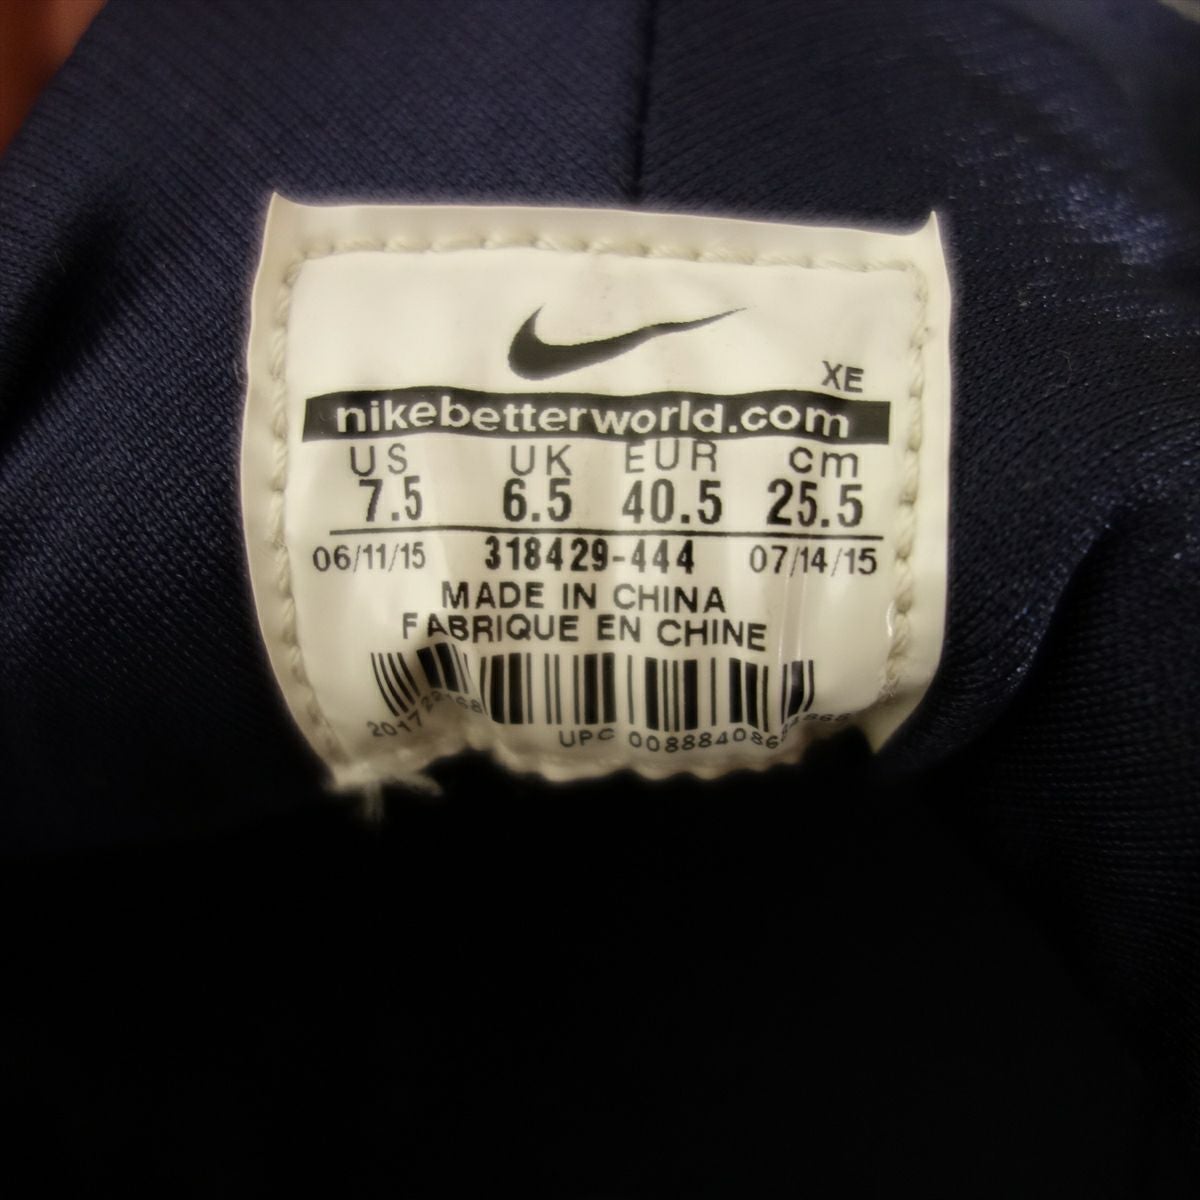 XE
nikebetterworld.com
US UK EUR cm
7.5 6.5 40.5 25.5
06/11/15 318429-444 07/14/15
MADE IN CHINA
FABRIQUE EN CHINE
UPC